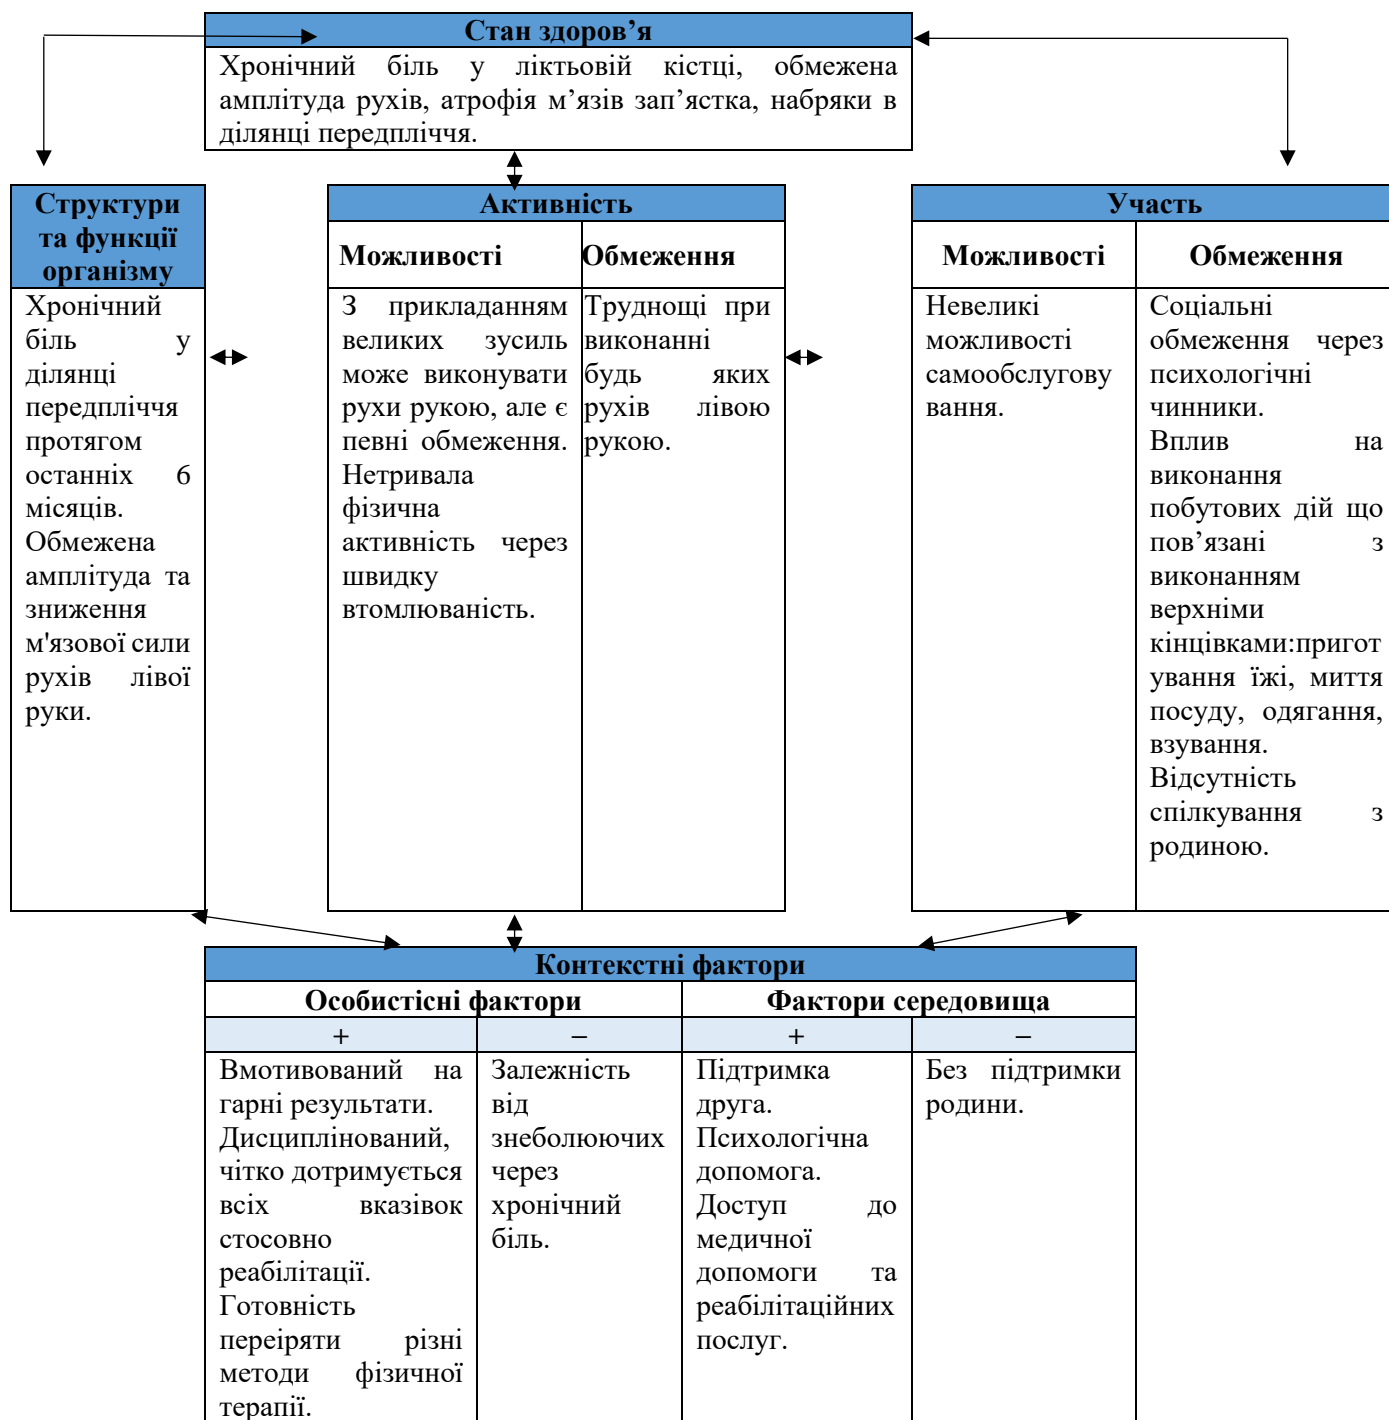 Стан здоров’я
Хронічний біль у ліктьовій кістці, обмежена
амплітуда рухів, атрофія м’язів зап’ястка, набряки в
ділянці передпліччя.
Структури
та функції
організму
Хронічний
біль у
ділянці
передпліччя
протягом
останніх 6
місяців.
Обмежена
амплітуда та
зниження
м'язової сили
рухів лівої
руки.
Активність
Можливості
З прикладанням
великих зусиль
може виконувати
рухи рукою, але є
певні обмеження.
Нетривала
фізична
активність через
швидку
втомлюваність.
Обмеження
Труднощі при
виконанні
будь яких
рухів лівою
рукою.
Участь
Можливості
Невеликі
можливості
самообслугову
вання.
Обмеження
Соціальні
обмеження через
психологічні
чинники.
Вплив на
виконання
побутових дій що
пов’язані з
виконанням
верхніми
кінцівками:пригот
ування їжі, миття
посуду, одягання,
взування.
Відсутність
спілкування з
родиною.
Контекстні фактори
Особистісні фактори
+
Вмотивований на
гарні результати.
Дисциплінований,
чітко дотримується
всіх вказівок
стосовно
реабілітації.
Готовність
переіряти різні
методи фізичної
терапії.
–
Залежність
від
знеболюючих
через
хронічний
біль.
Фактори середовища
+
Підтримка
друга.
Психологічна
допомога.
Доступ до
медичної
допомоги та
реабілітаційних
послуг.
–
Без підтримки
родини.